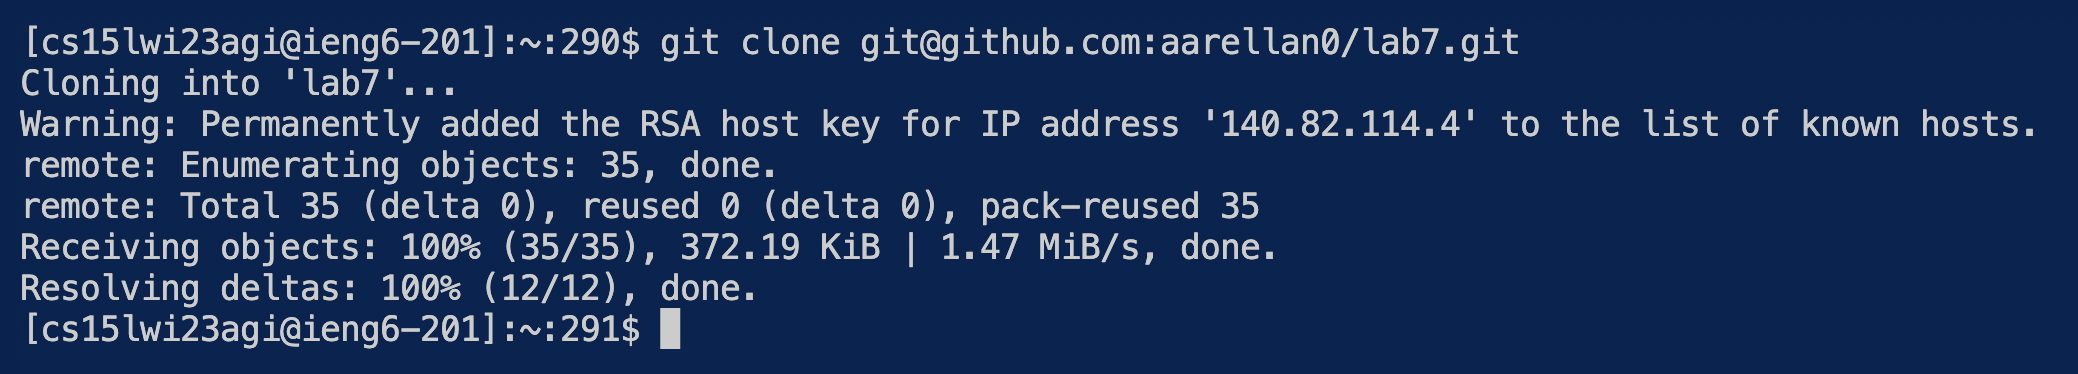 [cs15lwi23agi@ieng6-201]:~:290$ git clone git@github.com:aarellan0/lab7.git
Cloning into 'lab7'...
Warning: Permanently added the RSA host key for IP address '140.82.114.4' to the list of known hosts.
remote: Enumerating objects: 35, done.
remote: Total 35 (delta 0), reused 0 (delta 0), pack-reused 35
Receiving objects: 100% (35/35), 372.19 KiB | 1.47 MiB/s, done.
Resolving deltas: 100% (12/12), done.
[cs15lwi23agi@ieng6-201]:~:291$